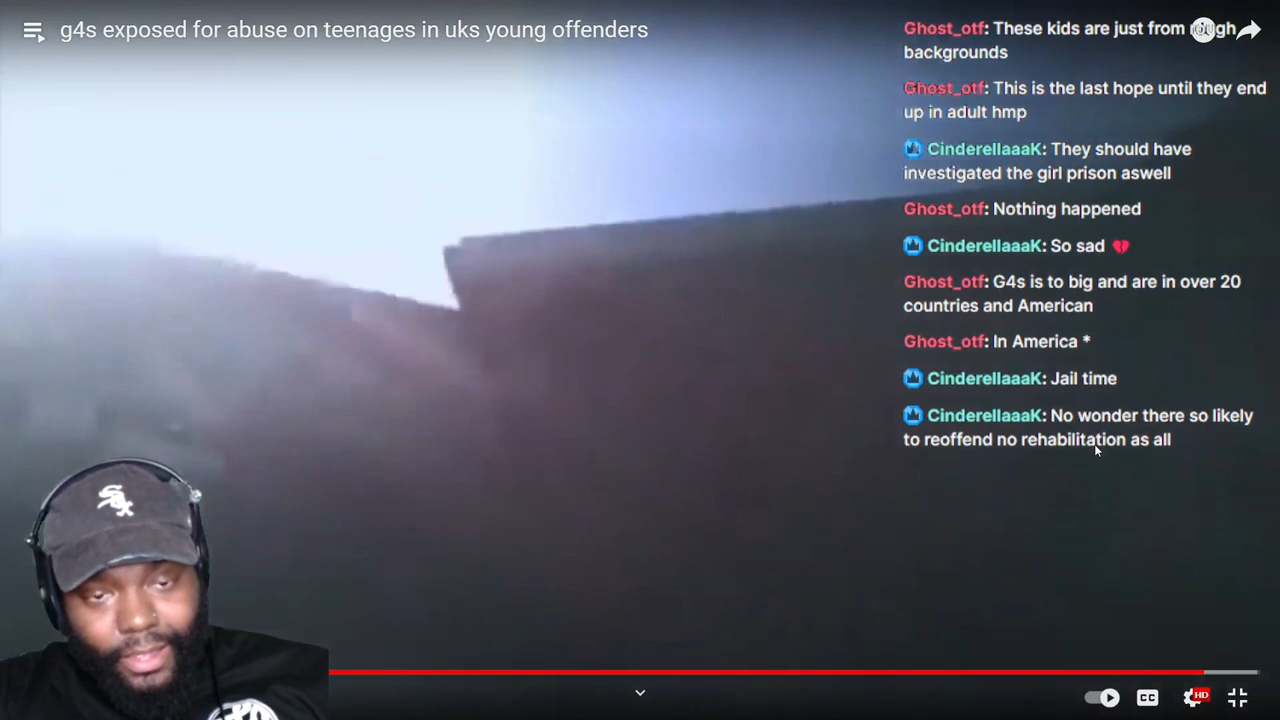 g4s exposed for abuse on teenages in uks young offenders
Ghost_otf: These kids are just from rough
backgrounds
Ghost_otf: This is the last hope until they end
up in adult hmp
CinderellaaaK: They should have
investigated the girl prison aswell
Ghost_otf: Nothing happened
CinderellaaaK: So sad 💔
Ghost_otf: G4s is to big and are in over 20
countries and American
Ghost_otf: In America *
CinderellaaaK: Jail time
CinderellaaaK: No wonder there so likely
to reoffend no rehabilitation as all
SOX
CC
HD